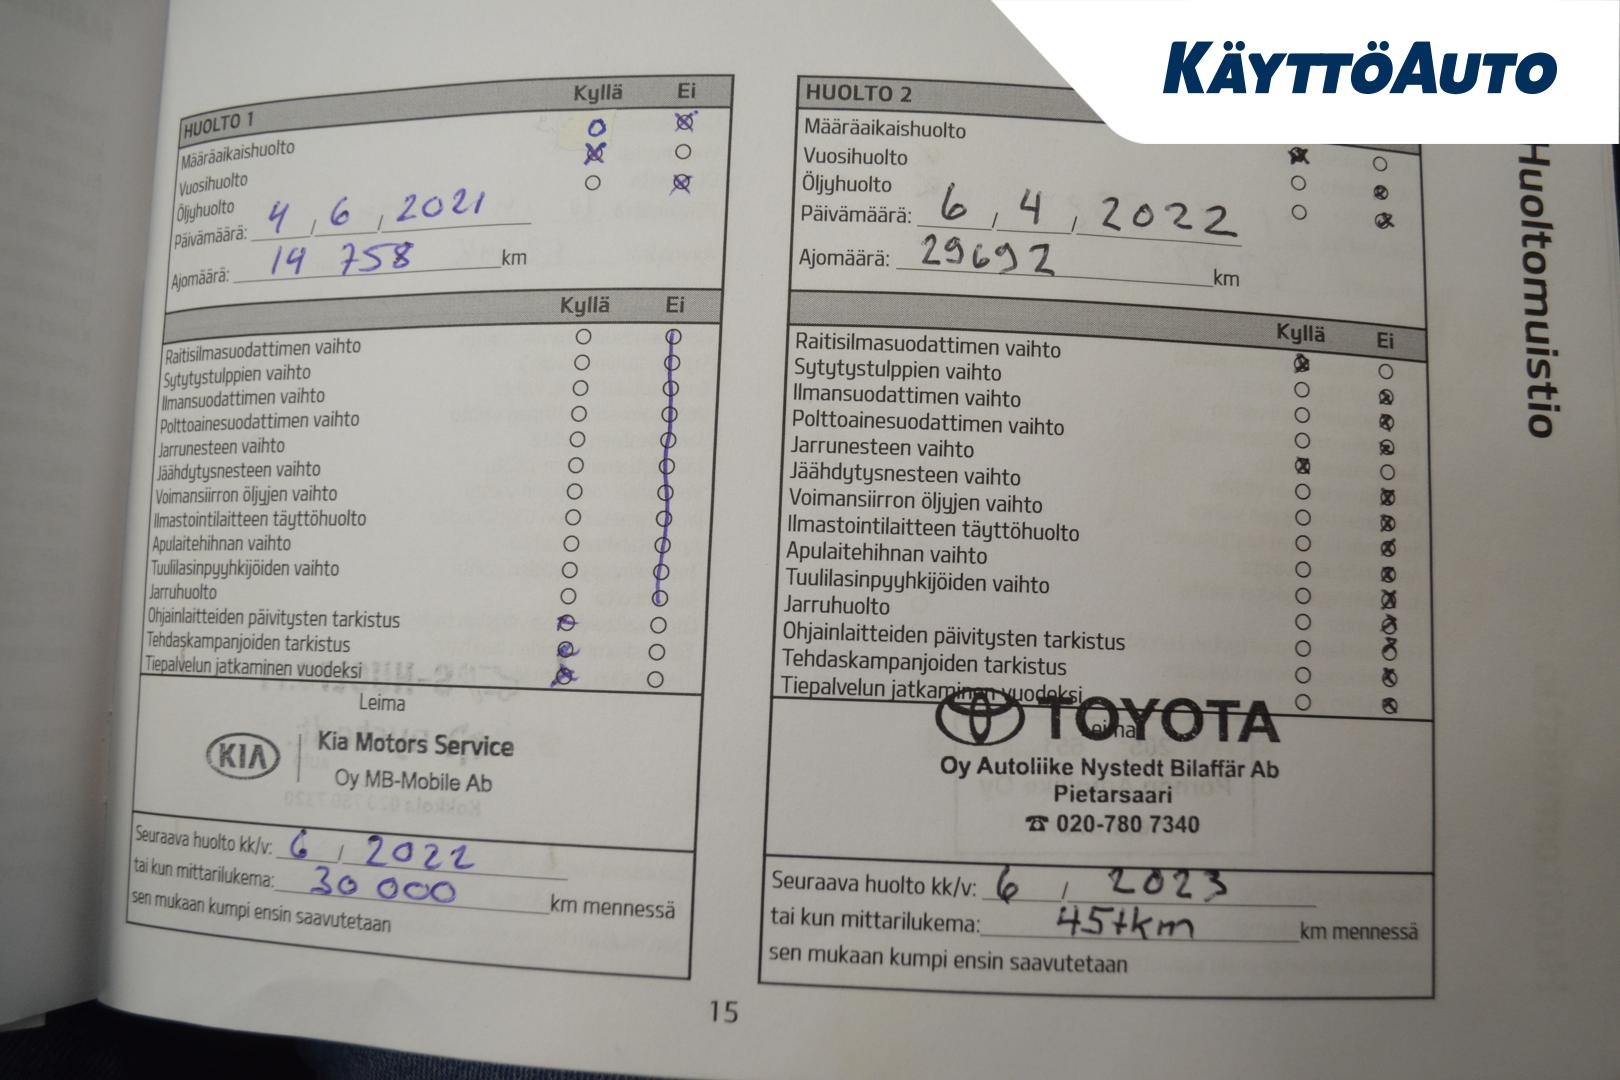 KÄYTTÖAUTO
Huoltomuistio
HUOLTO 1 Kyllä Ei
Määräaikaishuolto
Vuosihuolto
Öljyhuolto
Päivämäärä: 4, 6, 2021
Ajomäärä: 14 758 km
Kyllä Ei
Raitisilmasuodattimen vaihto
Sytytystulppien vaihto
Ilmansuodattimen vaihto
Polttoainesuodattimen vaihto
Jarrunesteen vaihto
Jäähdytysnesteen vaihto
Voimansiirron öljyjen vaihto
Ilmastointilaitteen täyttöhuolto
Apulaitehihnan vaihto
Tuulilasinpyyhkijöiden vaihto
Jarruhuolto
Ohjainlaitteiden päivitysten tarkistus
Tehdaskampanjoiden tarkistus
Tiepalvelun jatkaminen vuodeksi
Leima
KIA Kia Motors Service
Oy MB-Mobile Ab
Seuraava huolto kk/v: 6 / 2022
tai kun mittarilukema: 30 000 km mennessä
sen mukaan kumpi ensin saavutetaan
HUOLTO 2
Määräaikaishuolto
Vuosihuolto
Öljyhuolto
Päivämäärä: 6, 4, 2022
Ajomäärä: 29692 km
Kyllä Ei
Raitisilmasuodattimen vaihto
Sytytystulppien vaihto
Ilmansuodattimen vaihto
Polttoainesuodattimen vaihto
Jarrunesteen vaihto
Jäähdytysnesteen vaihto
Voimansiirron öljyjen vaihto
Ilmastointilaitteen täyttöhuolto
Apulaitehihnan vaihto
Tuulilasinpyyhkijöiden vaihto
Jarruhuolto
Ohjainlaitteiden päivitysten tarkistus
Tehdaskampanjoiden tarkistus
Tiepalvelun jatkaminen vuodeksi
Leima
TOYOTA
Oy Autoliike Nystedt Bilaffär Ab
Pietarsaari
☎ 020-780 7340
Seuraava huolto kk/v: 6 / 2023
tai kun mittarilukema: 45tkm km mennessä
sen mukaan kumpi ensin saavutetaan
15